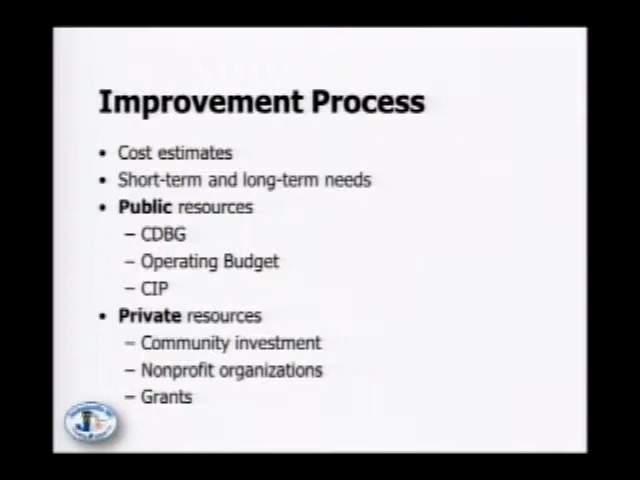 Improvement Process
• Cost estimates
• Short-term and long-term needs
• Public resources
– CDBG
– Operating Budget
– CIP
• Private resources
– Community investment
– Nonprofit organizations
– Grants